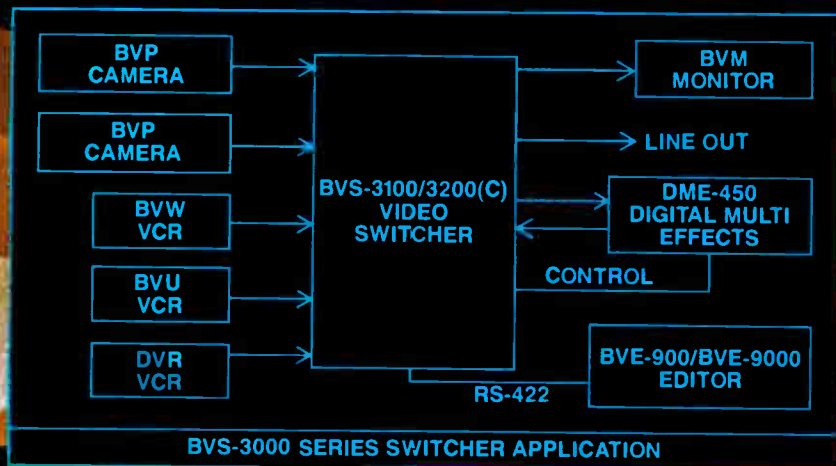 BVP
CAMERA
BVP
CAMERA
BVW
VCR
BVU
VCR
DVR
VCR
BVS-3100/3200(C)
VIDEO
SWITCHER
BVM
MONITOR
LINE OUT
DME-450
DIGITAL MULTI
EFFECTS
CONTROL
BVE-900/BVE-9000
EDITOR
RS-422
BVS-3000 SERIES SWITCHER APPLICATION